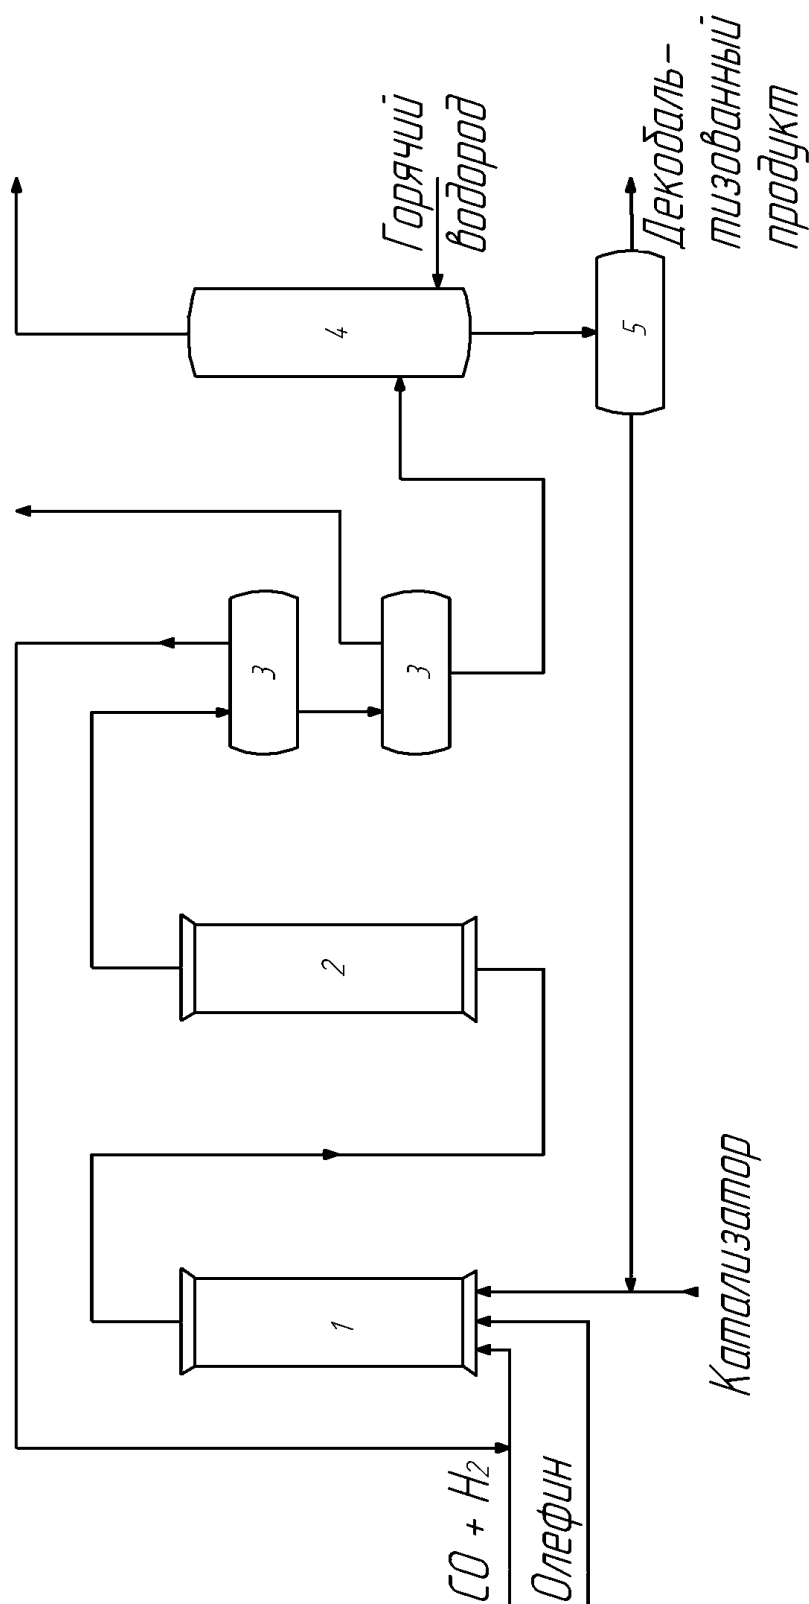 CO + H2
Олефин
Катализатор
1
2
3
3
4
5
Горячий
водород
Декобаль-
тизованный
продукт